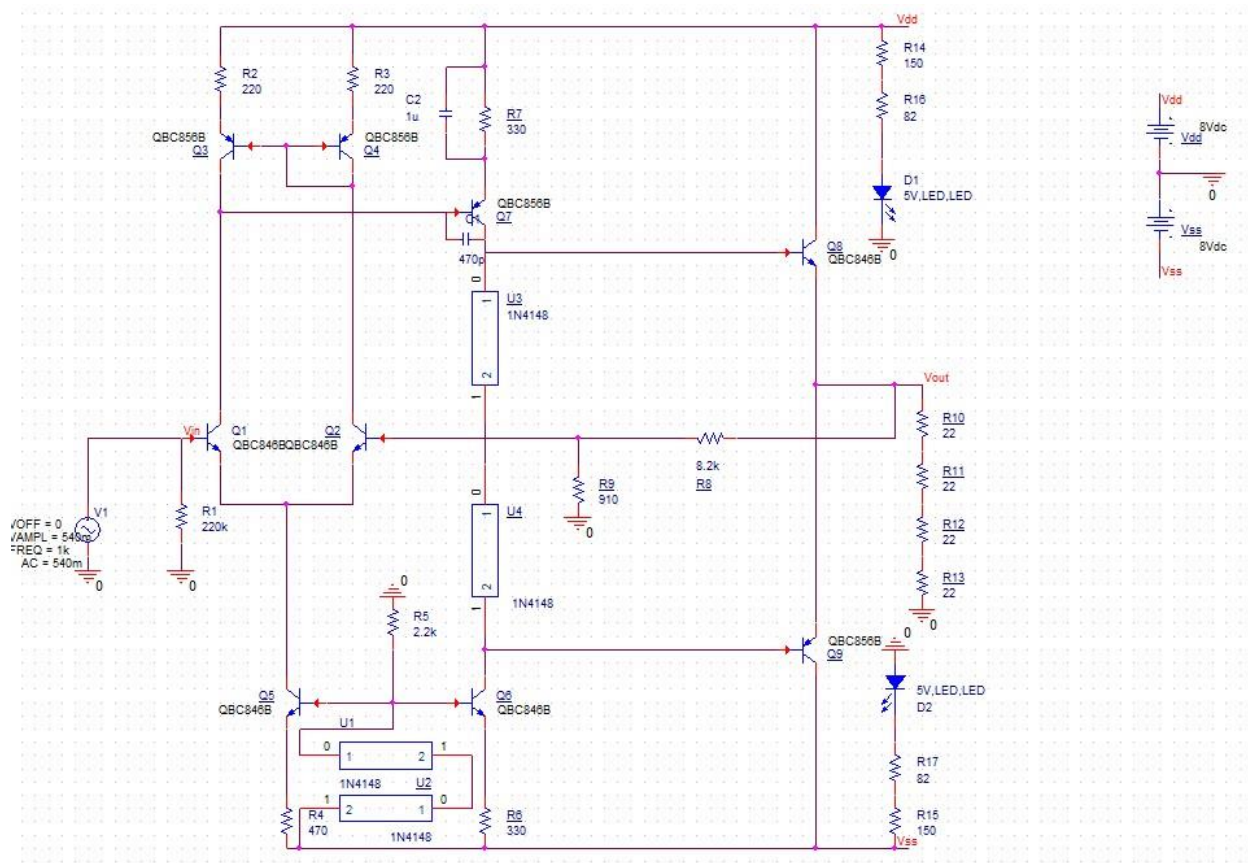 Vdd
R14
150
R2
220
R3
220
C2
1u
R7
330
R16
82
Vdd
8Vdc
Vdd
0
Vss
8Vdc
Vss
QBC856B
Q3
QBC856B
Q4
D1
5V,LED,LED
0
QBC856B
Q7
470p
Q8
QBC846B
0
1
U3
1N4148
2
1
Vout
R10
22
Vin
Q1
QBC846B
QBC846B
Q2
8.2k
R8
R9
910
0
R11
22
V1
VOFF = 0
VAMPL = 540m
FREQ = 1k
AC = 540m
0
R1
220k
0
0
1
U4
2
1N4148
1
R12
22
R13
22
0
0
R5
2.2k
QBC856B
Q9
0
Q5
QBC846B
Q6
QBC846B
5V,LED,LED
D2
U1
0
1
2
1
1N4148
U2
1
2
1
0
1N4148
R4
470
R6
330
R17
82
R15
150
Vss